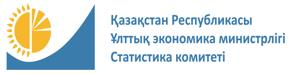 Қазақстан Республикасы
Ұлттық экономика министрлігі
Статистика комитеті